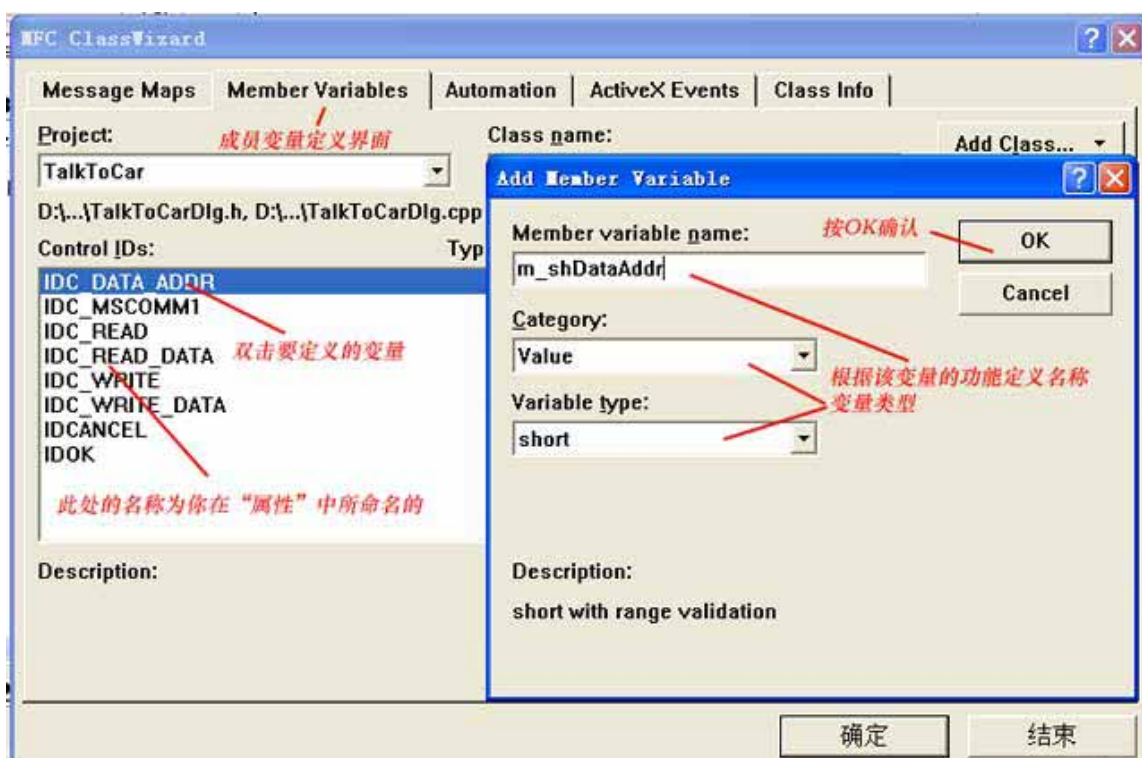 MFC ClassWizard
Message Maps
Member Variables
Automation
ActiveX Events
Class Info
成员变量定义界面
Project:
TalkToCar
Class name:
Add Class...
D:\...\TalkToCarDlg.h, D:\...\TalkToCarDlg.cpp
Control IDs:
Typ
IDC_DATA_ADDR
IDC_MSCOMM1
IDC_READ
IDC_READ_DATA
IDC_WRITE
IDC_WRITE_DATA
IDCANCEL
IDOK
双击要定义的变量
此处的名称为你在“属性”中所命名的
Description:
Add Member Variable
Member variable name:
m_shDataAddr
按OK确认
OK
Cancel
Category:
Value
根据该变量的功能定义名称
变量类型
Variable type:
short
Description:
short with range validation
确定
结束